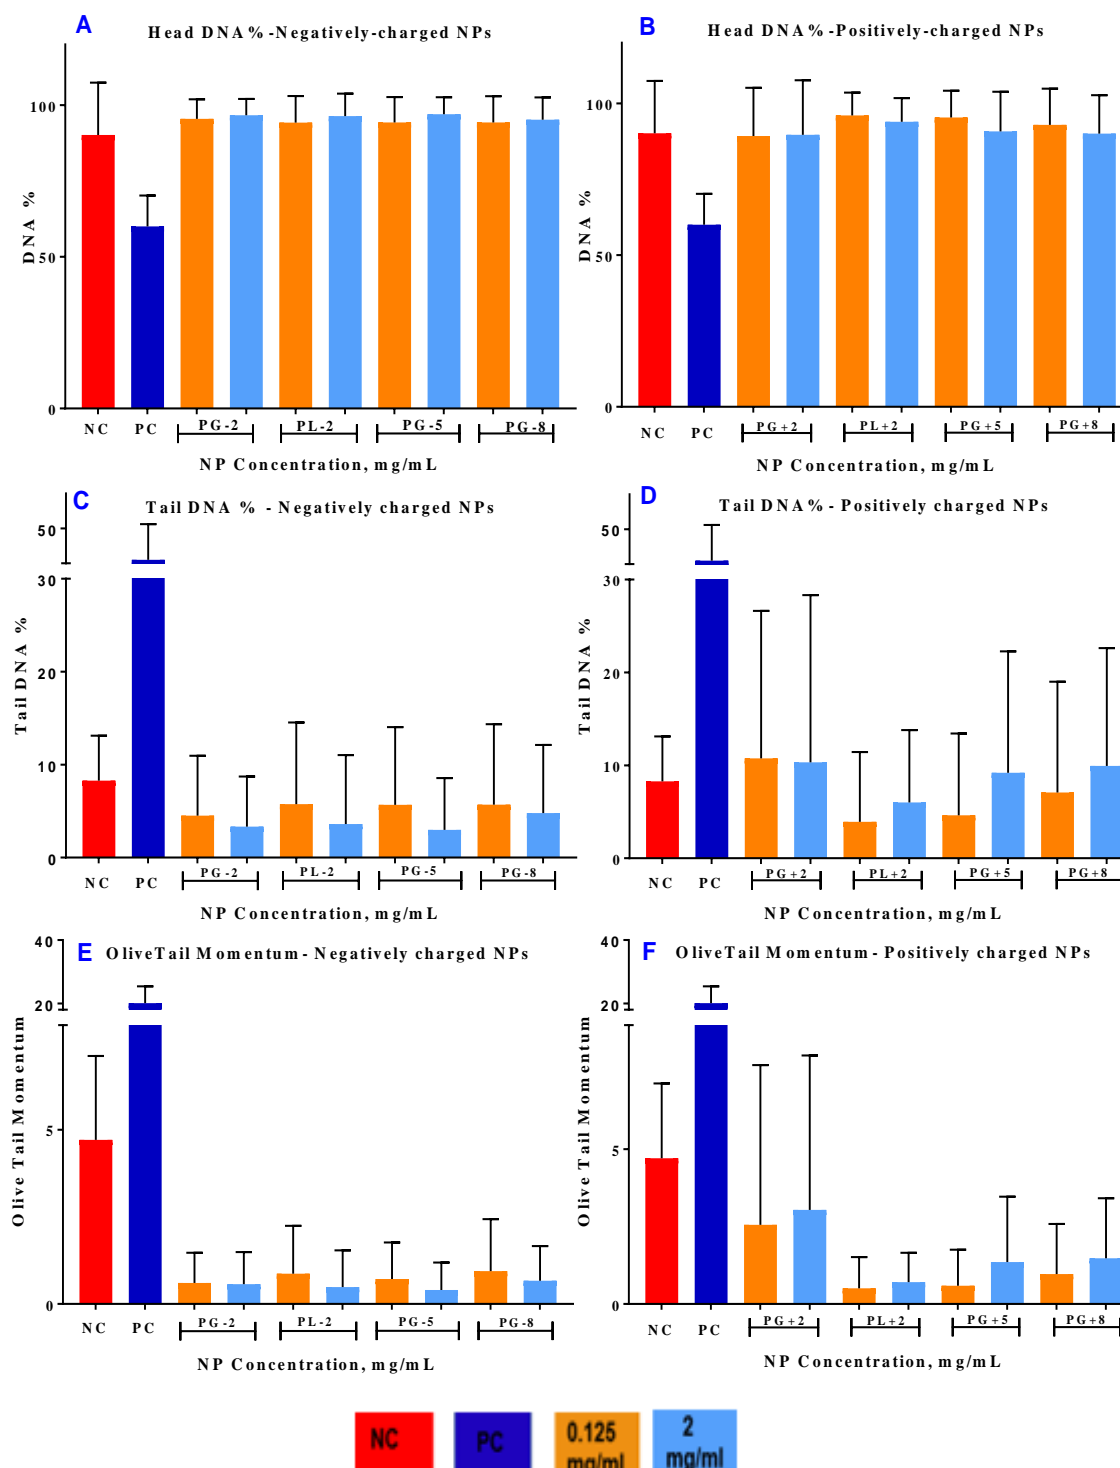 A
Head DNA%-Negatively-charged NPs
DNA %
100
50
0
NC PC PG-2 PL-2 PG-5 PG-8
NP Concentration, mg/mL
B
Head DNA%-Positively-charged NPs
DNA %
100
50
0
NC PC PG+2 PL+2 PG+5 PG+8
NP Concentration, mg/mL
C
Tail DNA % - Negatively charged NPs
Tail DNA %
50
30
20
10
0
NC PC PG-2 PL-2 PG-5 PG-8
NP Concentration, mg/mL
D
Tail DNA%- Positively charged NPs
Tail DNA %
50
30
20
10
0
NC PC PG+2 PL+2 PG+5 PG+8
NP Concentration, mg/mL
E
Olive Tail Momentum- Negatively charged NPs
Olive Tail Momentum
40
20
5
0
NC PC PG-2 PL-2 PG-5 PG-8
NP Concentration, mg/mL
F
Olive Tail Momentum- Positively charged NPs
Olive Tail Momentum
40
20
5
0
NC PC PG+2 PL+2 PG+5 PG+8
NP Concentration, mg/mL
NC
PC
0.125
mg/ml
2
mg/ml